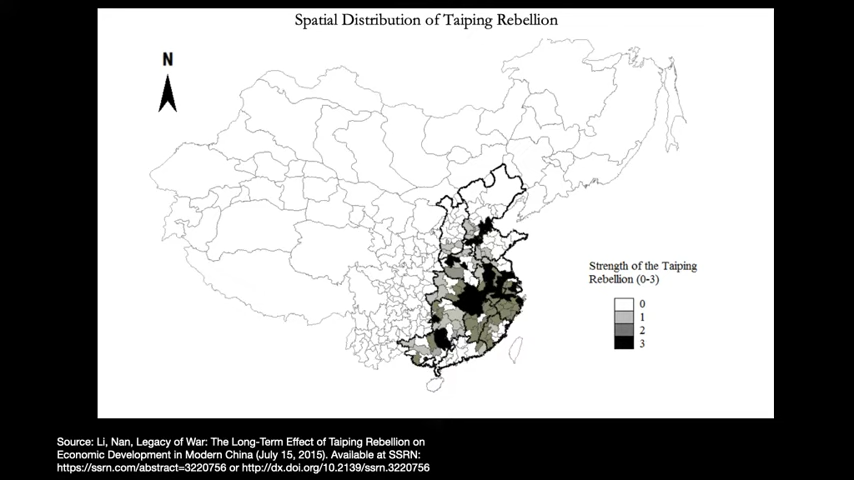 Spatial Distribution of Taiping Rebellion
N
Strength of the Taiping
Rebellion (0-3)
0
1
2
3
Source: Li, Nan, Legacy of War: The Long-Term Effect of Taiping Rebellion on
Economic Development in Modern China (July 15, 2015). Available at SSRN:
https://ssrn.com/abstract=3220756 or http://dx.doi.org/10.2139/ssrn.3220756